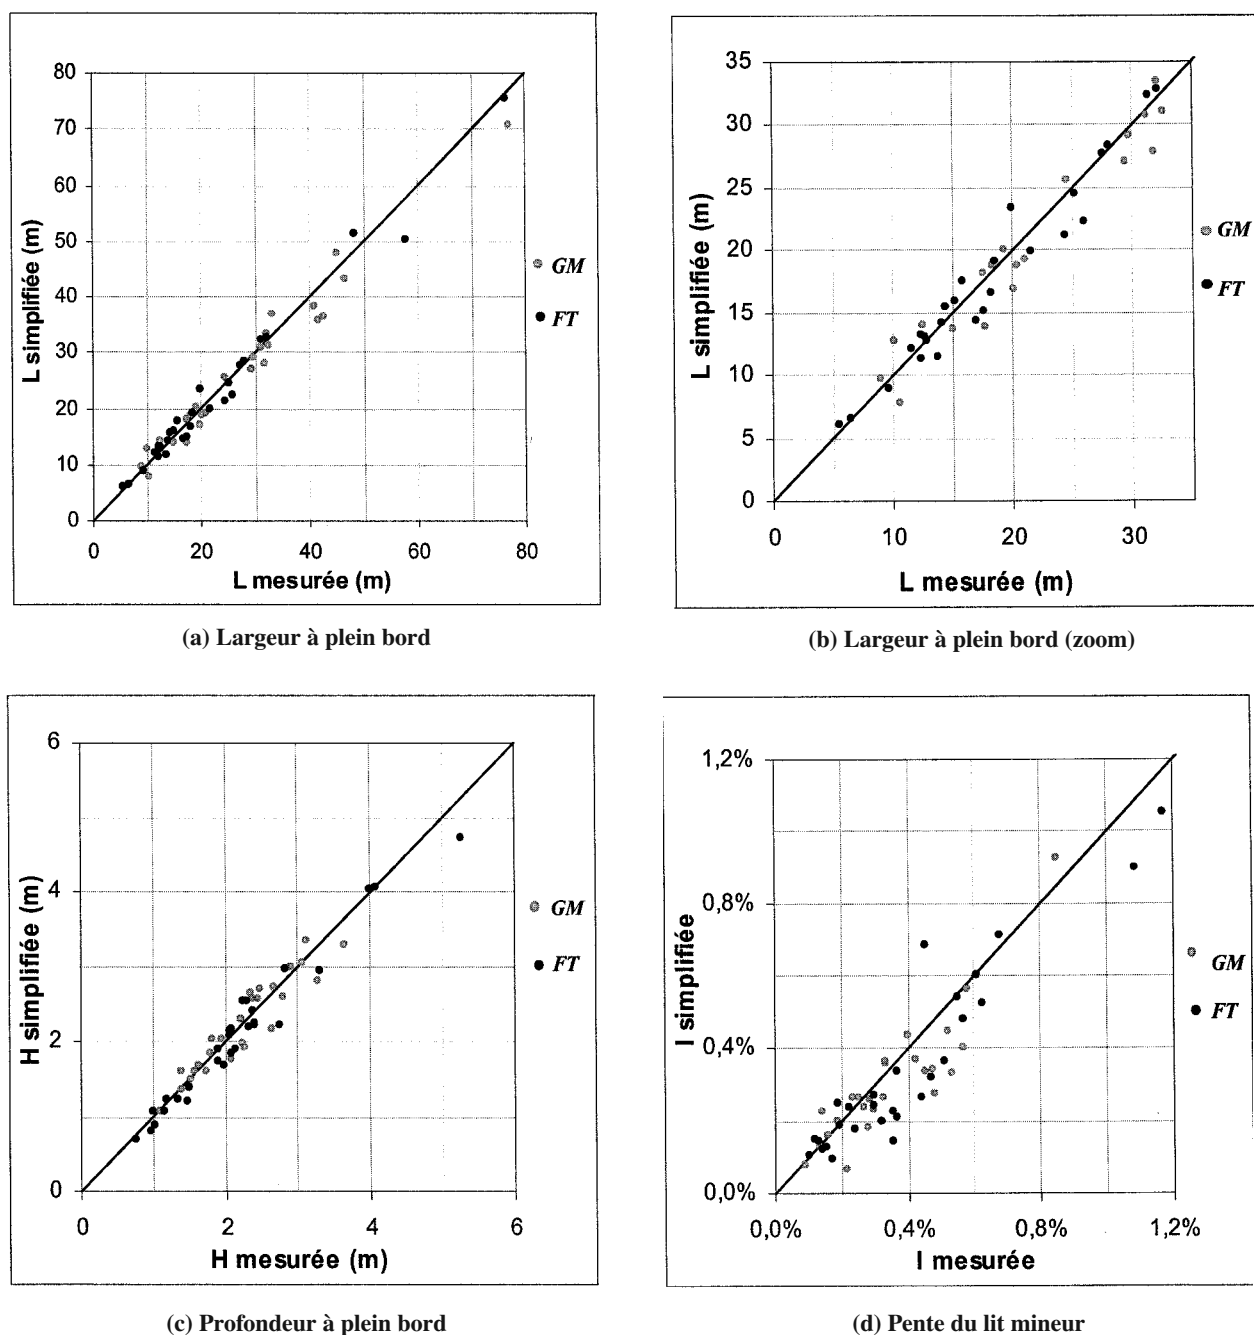 80
70
60
50
40
30
20
10
0
0 20 40 60 80
L simplifiée (m)
L mesurée (m)
GM
FT
(a) Largeur à plein bord
35
30
25
20
15
10
5
0
0 10 20 30
L simplifiée (m)
L mesurée (m)
GM
FT
(b) Largeur à plein bord (zoom)
6
4
2
0
0 2 4 6
H simplifiée (m)
H mesurée (m)
GM
FT
(c) Profondeur à plein bord
1,2%
0,8%
0,4%
0,0%
0,0% 0,4% 0,8% 1,2%
I simplifiée
I mesurée
GM
FT
(d) Pente du lit mineur